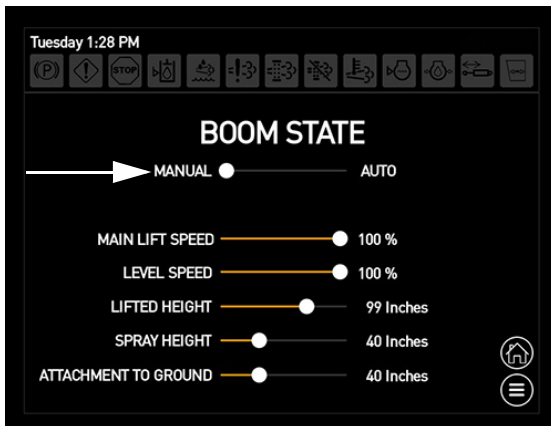 Tuesday 1:28 PM
(P) STOP
BOOM STATE
MANUAL AUTO
MAIN LIFT SPEED 100 %
LEVEL SPEED 100 %
LIFTED HEIGHT 99 Inches
SPRAY HEIGHT 40 Inches
ATTACHMENT TO GROUND 40 Inches